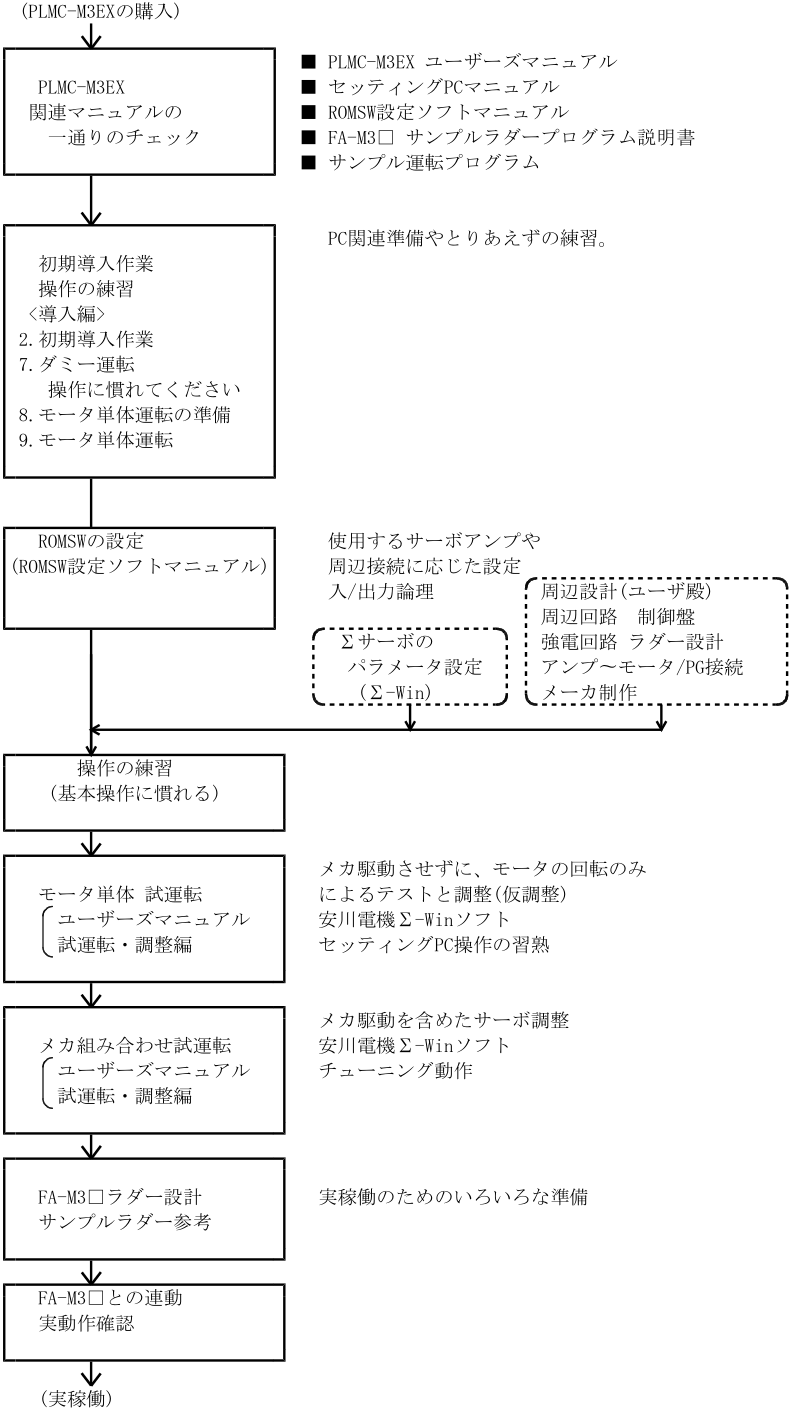 (PLMC-M3EXの購入)
PLMC-M3EX
関連マニュアルの
一通りのチェック
■ PLMC-M3EX ユーザーズマニュアル
■ セッティングPCマニュアル
■ ROMSW設定ソフトマニュアル
■ FA-M3□ サンプルラダープログラム説明書
■ サンプル運転プログラム
初期導入作業
操作の練習
<導入編>
2.初期導入作業
7.ダミー運転
操作に慣れてください
8.モータ単体運転の準備
9.モータ単体運転
PC関連準備やとりあえずの練習。
ROMSWの設定
(ROMSW設定ソフトマニュアル)
使用するサーボアンプや
周辺接続に応じた設定
入/出力論理
Σサーボの
パラメータ設定
(Σ-Win)
周辺設計(ユーザ殿)
周辺回路 制御盤
強電回路 ラダー設計
アンプ～モータ/PG接続
メーカ制作
操作の練習
(基本操作に慣れる)
モータ単体 試運転
ユーザーズマニュアル
試運転・調整編
メカ駆動させずに、モータの回転のみ
によるテストと調整(仮調整)
安川電機Σ-Winソフト
セッティングPC操作の習熟
メカ組み合わせ試運転
ユーザーズマニュアル
試運転・調整編
メカ駆動を含めたサーボ調整
安川電機Σ-Winソフト
チューニング動作
FA-M3□ラダー設計
サンプルラダー参考
実稼働のためのいろいろな準備
FA-M3□との連動
実動作確認
(実稼働)